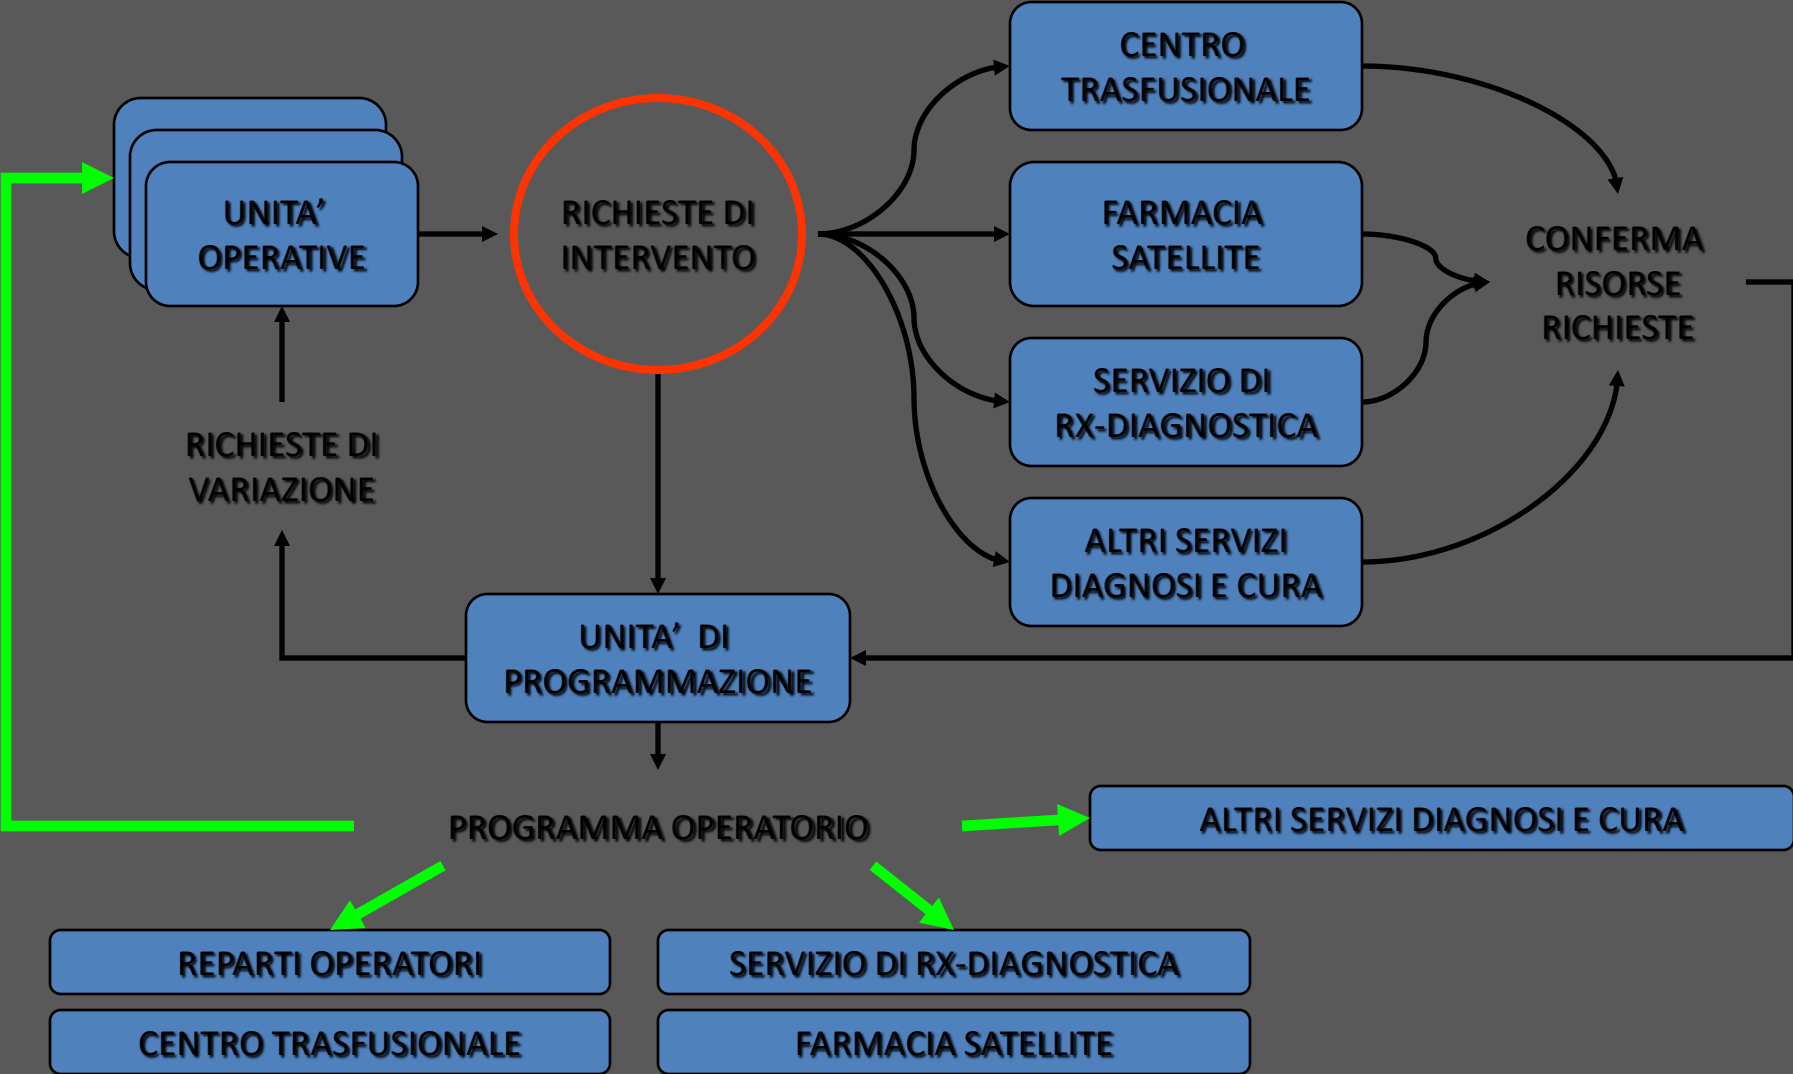 CENTRO
TRASFUSIONALE
UNITA’
OPERATIVE
RICHIESTE DI
INTERVENTO
FARMACIA
SATELLITE
CONFERMA
RISORSE
RICHIESTE
SERVIZIO DI
RX-DIAGNOSTICA
RICHIESTE DI
VARIAZIONE
ALTRI SERVIZI
DIAGNOSI E CURA
UNITA’ DI
PROGRAMMAZIONE
PROGRAMMA OPERATORIO
ALTRI SERVIZI DIAGNOSI E CURA
REPARTI OPERATORI
SERVIZIO DI RX-DIAGNOSTICA
CENTRO TRASFUSIONALE
FARMACIA SATELLITE